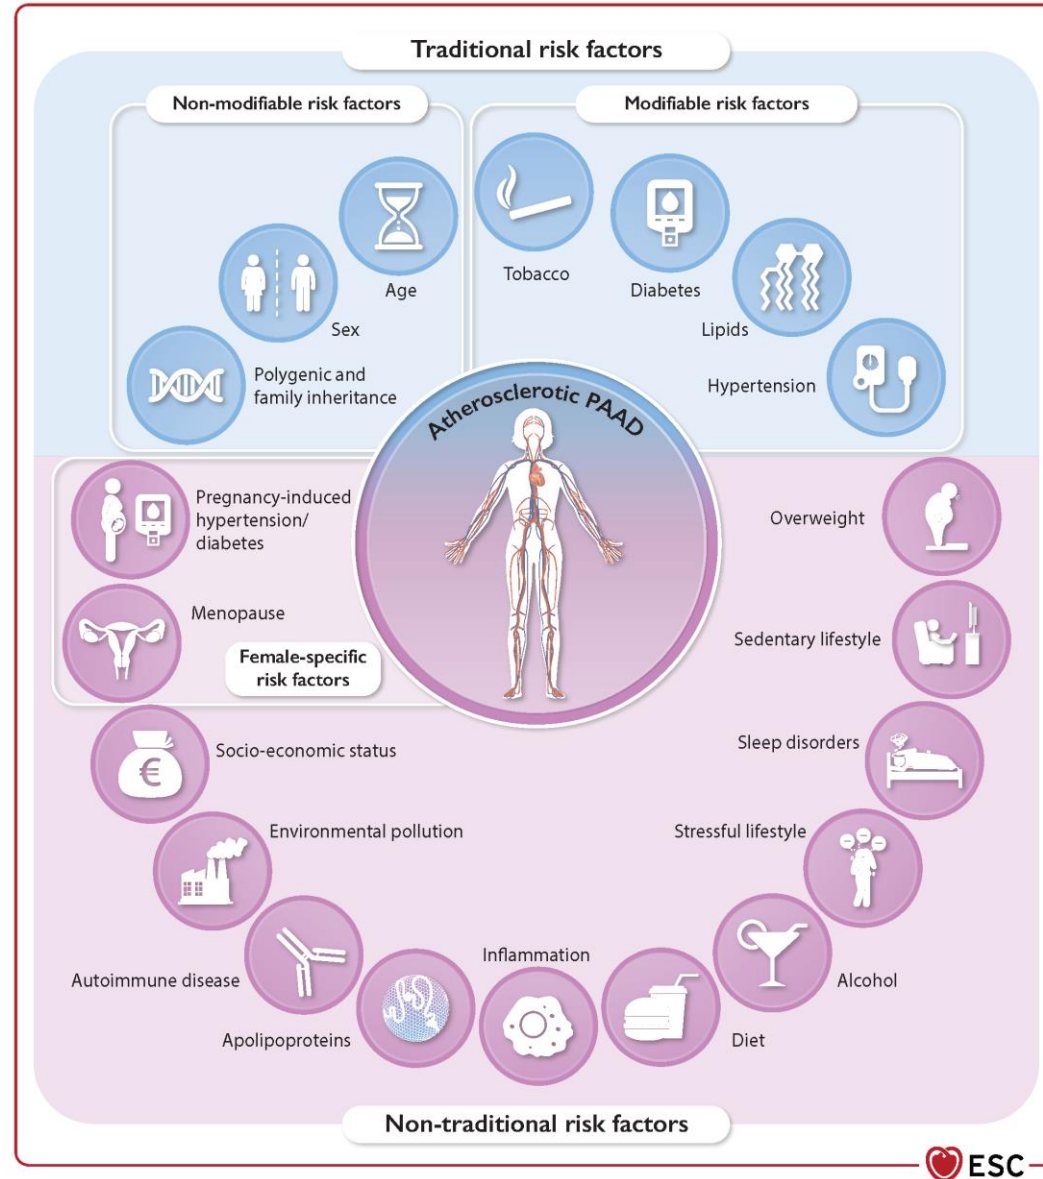 Traditional risk factors
Non-modifiable risk factors
Modifiable risk factors
Tobacco
Diabetes
Age
Lipids
Sex
Hypertension
Polygenic and
family inheritance
Atherosclerotic PAAD
Pregnancy-induced
hypertension/
diabetes
Overweight
Menopause
Sedentary lifestyle
Female-specific
risk factors
Sleep disorders
Socio-economic status
€
Environmental pollution
Stressful lifestyle
Inflammation
Autoimmune disease
Alcohol
Apolipoproteins
Diet
Non-traditional risk factors
ESC